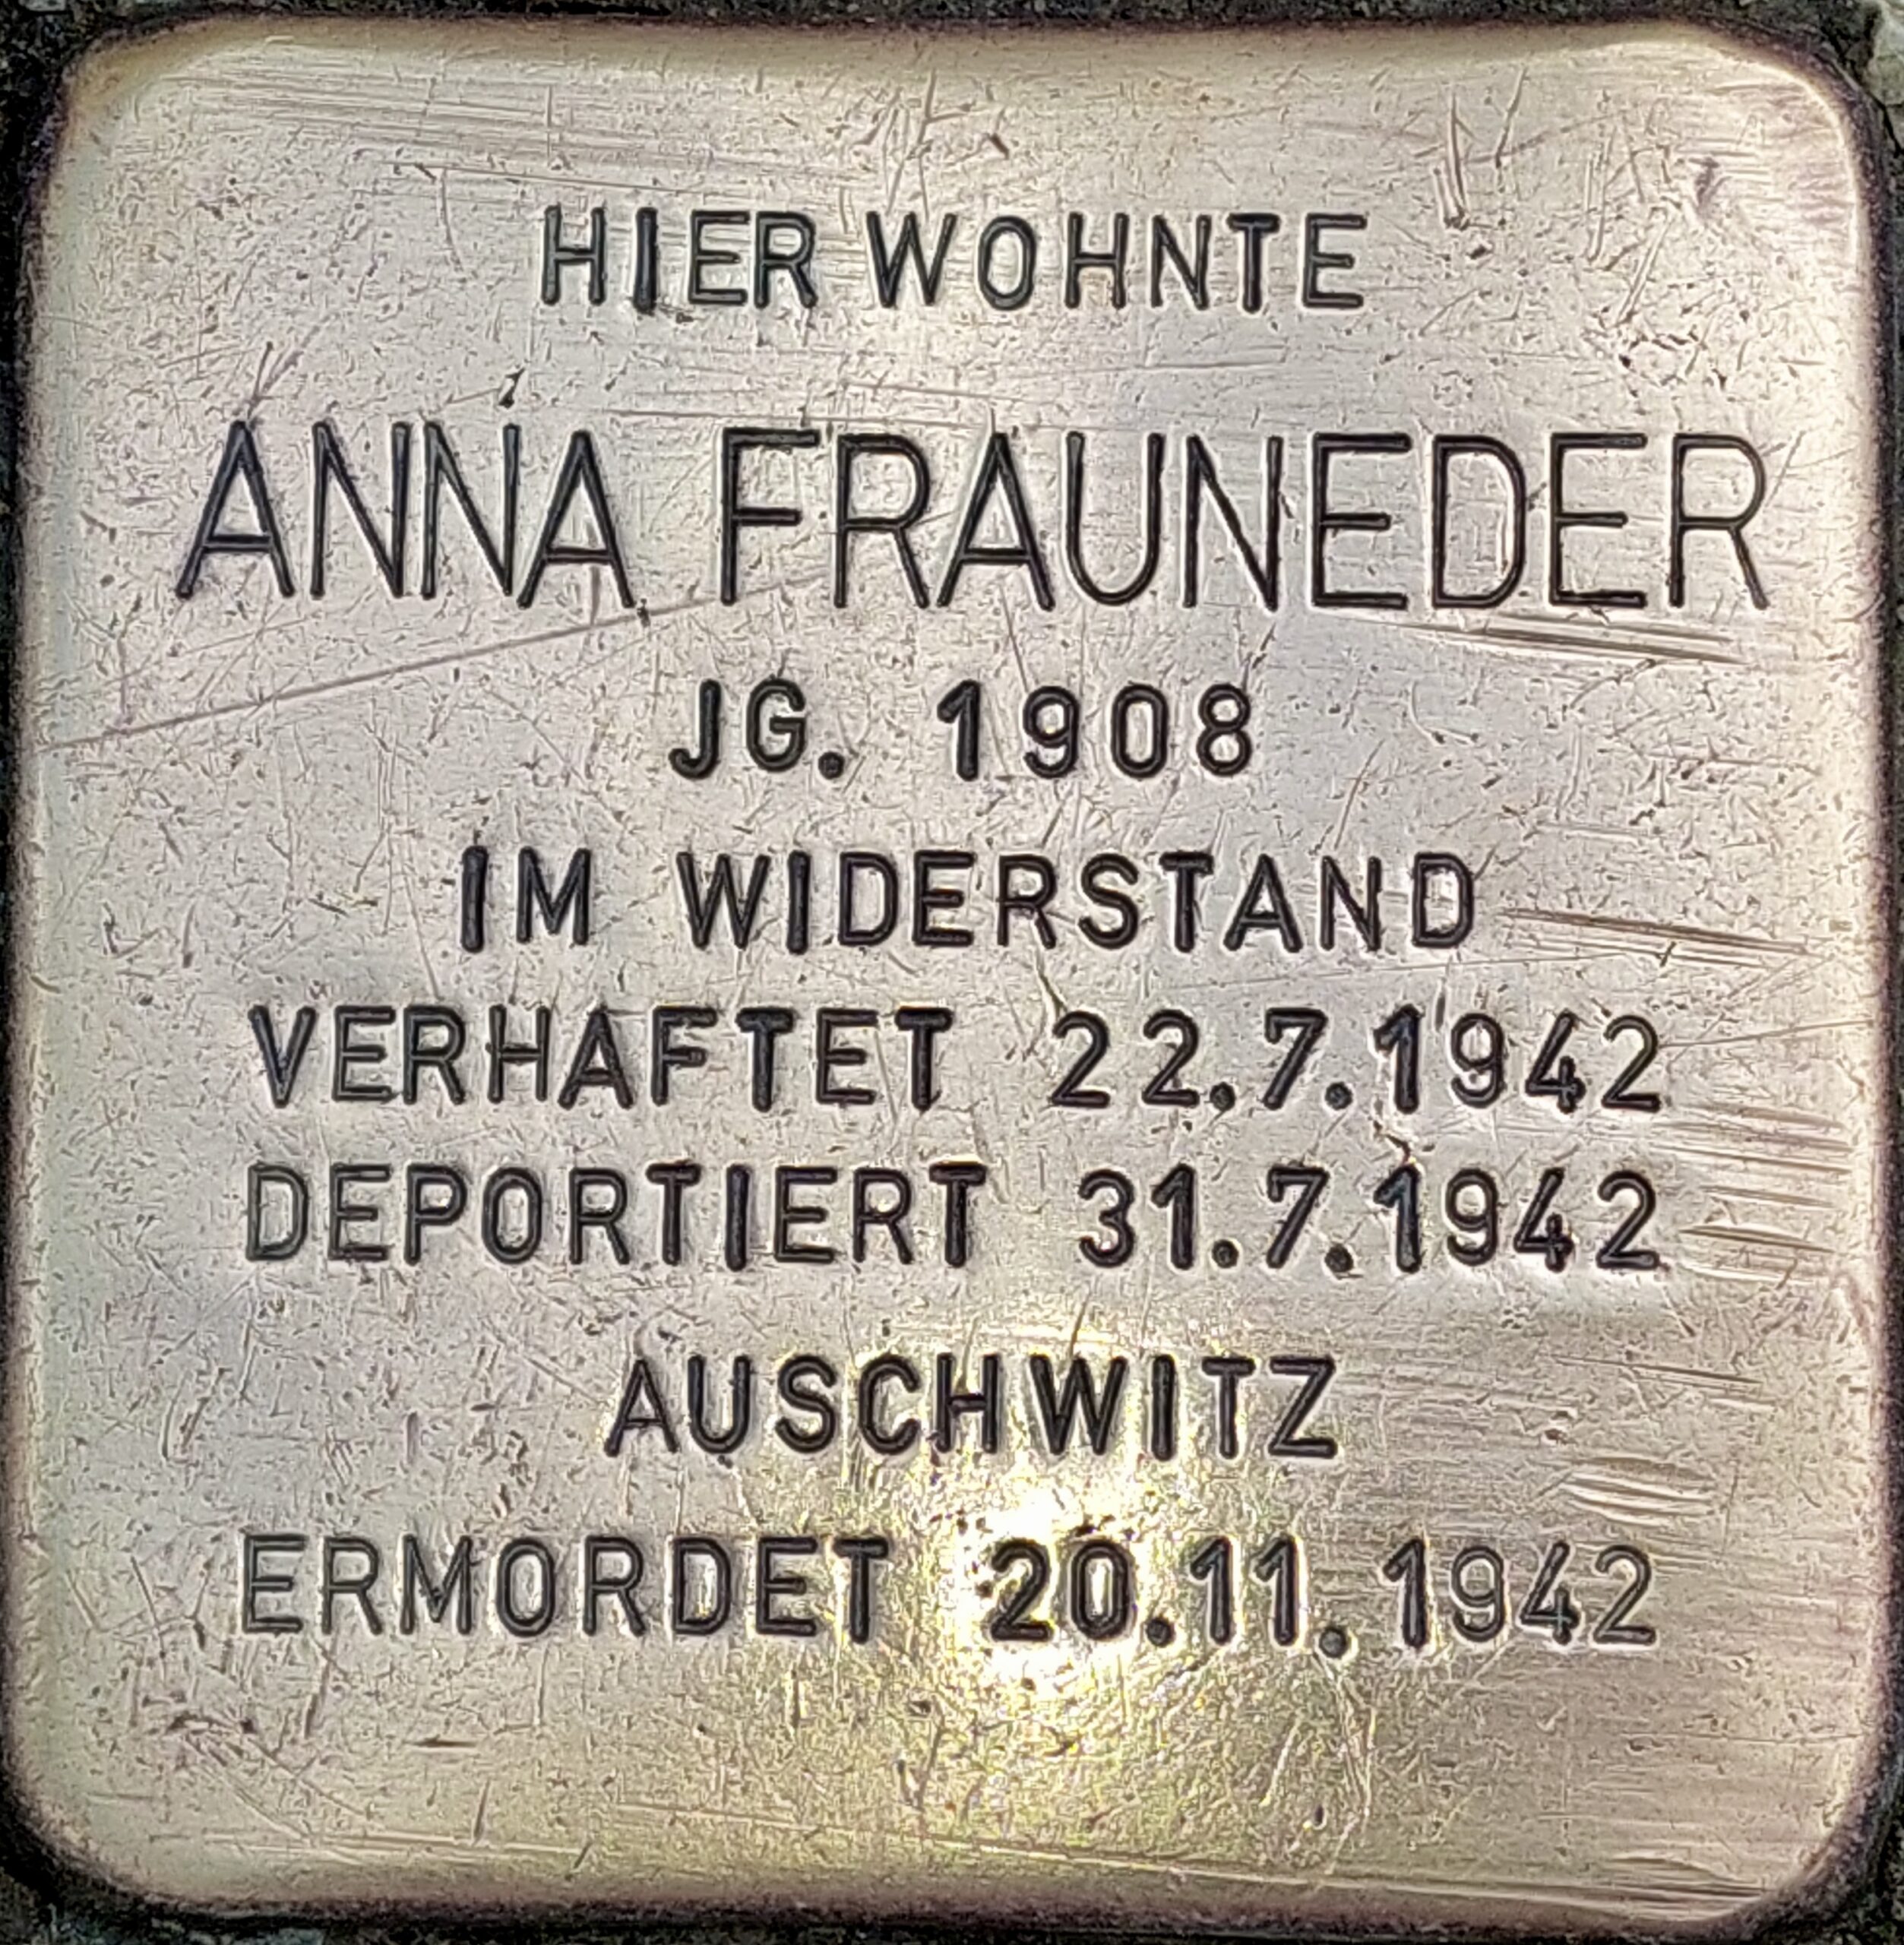 HIER WOHNTE
ANNA FRAUNEDER
JG. 1908
IM WIDERSTAND
VERHAFTET 22.7.1942
DEPORTIERT 31.7.1942
AUSCHWITZ
ERMORDET 20.11.1942